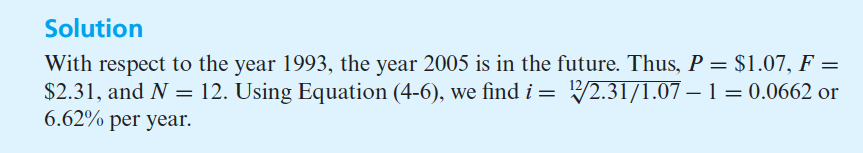 Solution
With respect to the year 1993, the year 2005 is in the future. Thus, P = $1.07, F =
$2.31, and N = 12. Using Equation (4-6), we find i = ¹²√2.31/1.07 – 1 = 0.0662 or
6.62% per year.